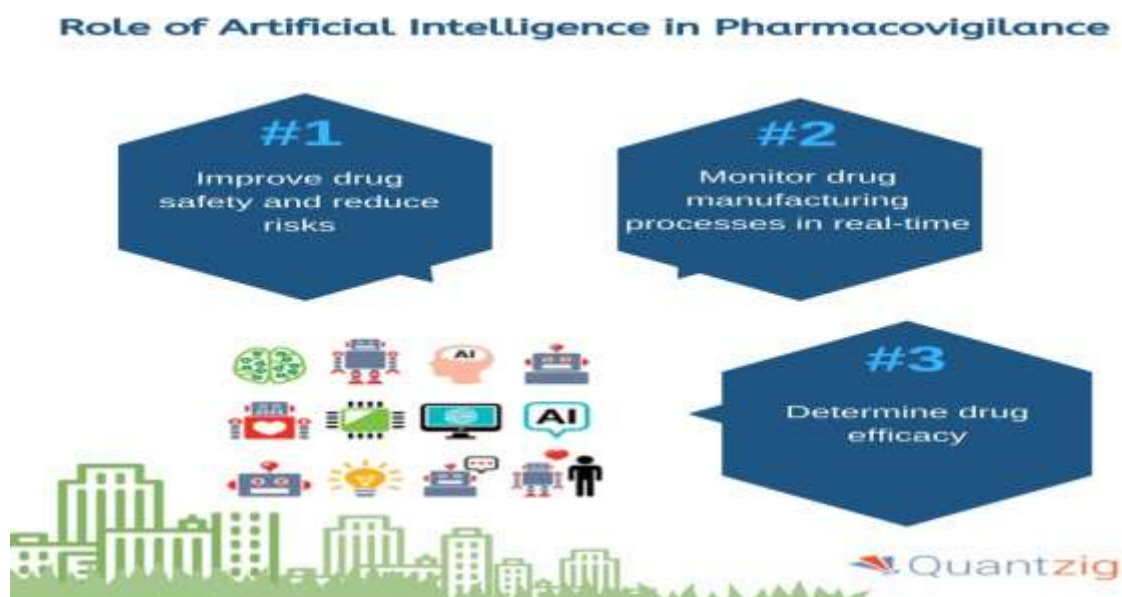 Role of Artificial Intelligence in Pharmacovigilance
#1
Improve drug
safety and reduce
risks
#2
Monitor drug
manufacturing
processes in real-time
AI
AI
#3
Determine drug
efficacy
Quantzig